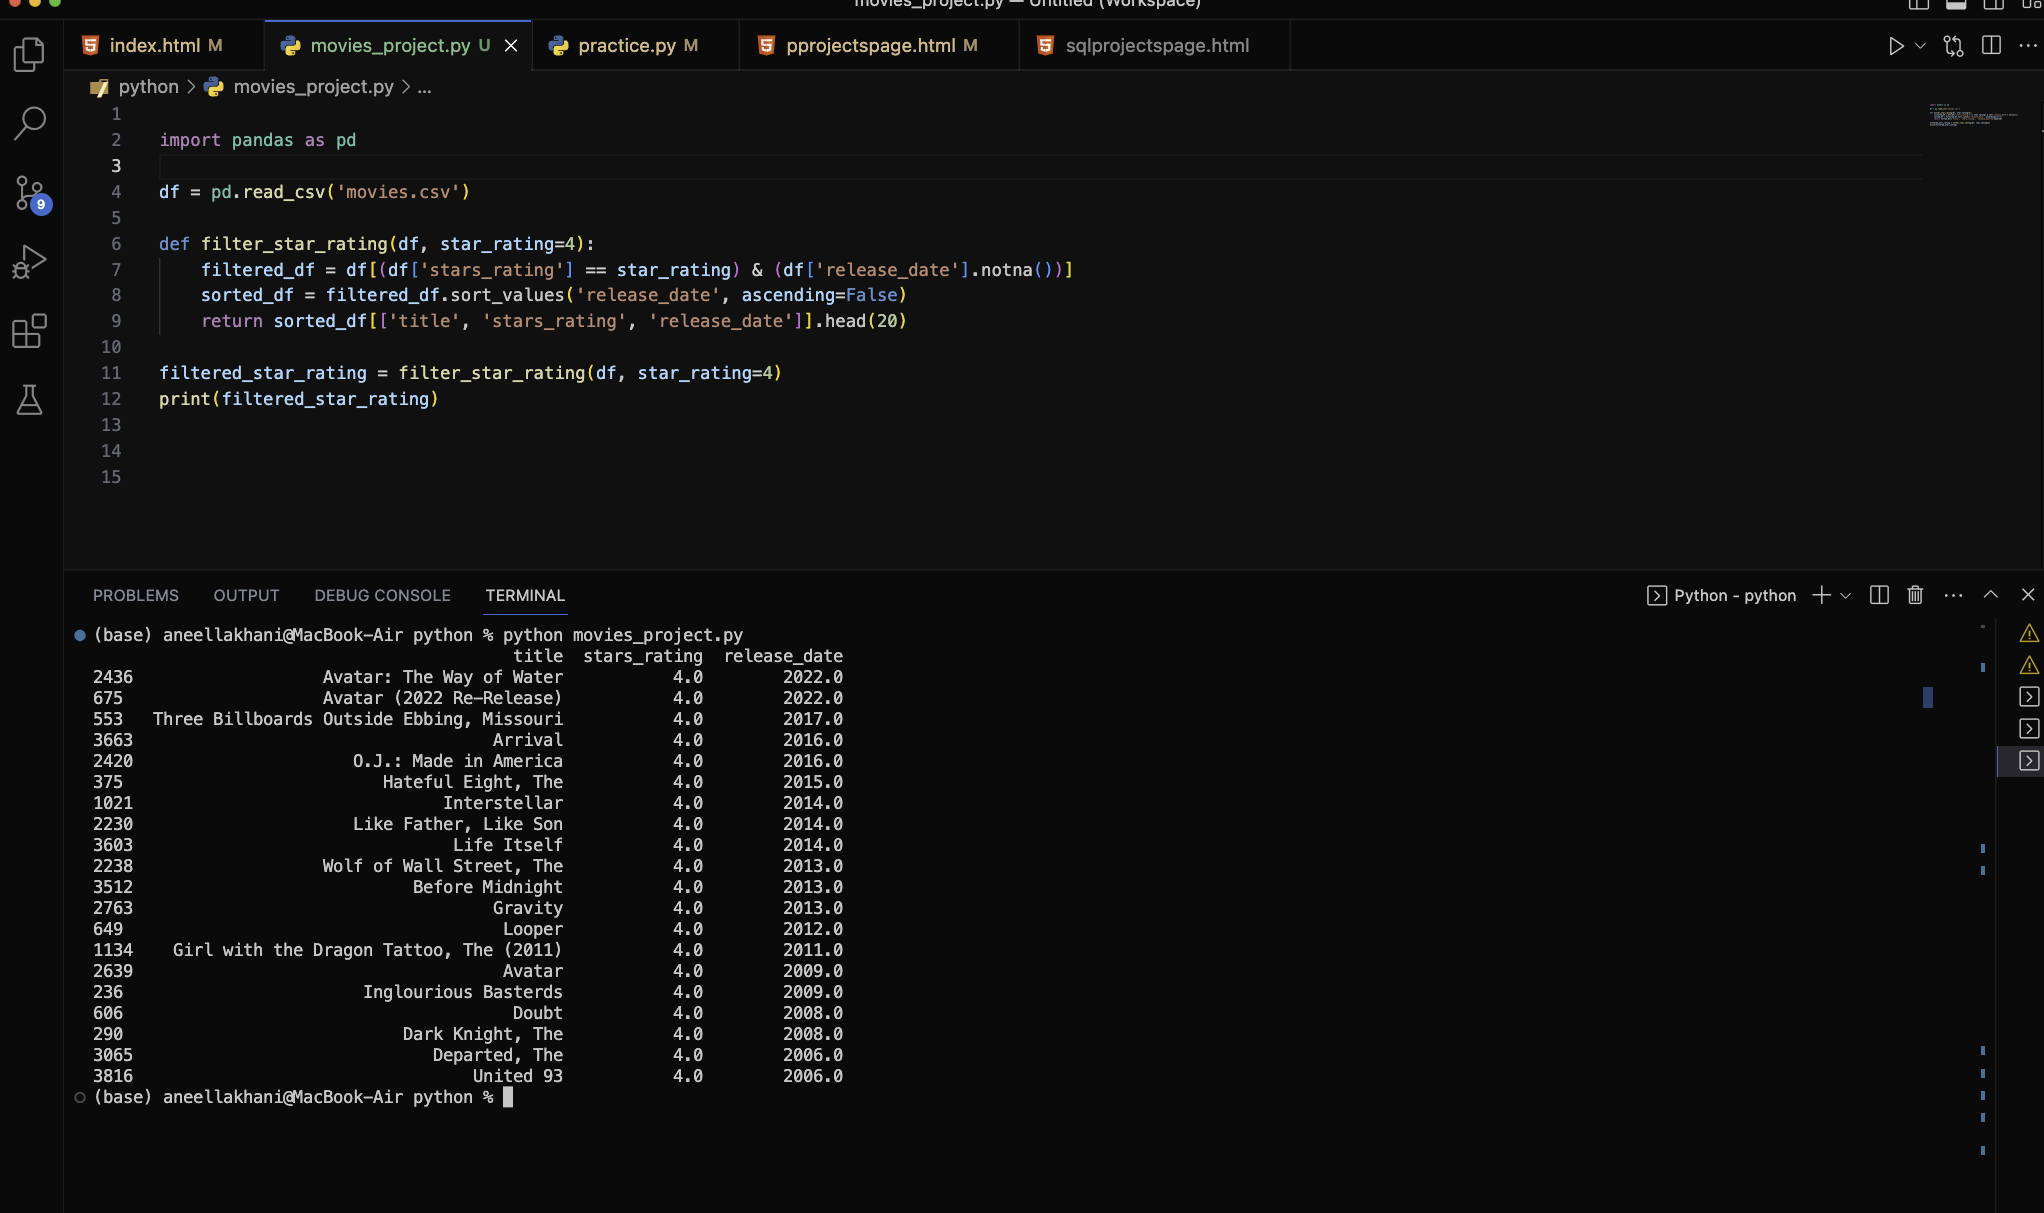 movies_project.py — Untitled (Workspace)
index.html M movies_project.py U practice.py M pprojectspage.html M sqlprojectspage.html
python > movies_project.py > ...
1
2 import pandas as pd
3
4 df = pd.read_csv('movies.csv')
5
6 def filter_star_rating(df, star_rating=4):
7     filtered_df = df[(df['stars_rating'] == star_rating) & (df['release_date'].notna())]
8     sorted_df = filtered_df.sort_values('release_date', ascending=False)
9     return sorted_df[['title', 'stars_rating', 'release_date']].head(20)
10
11 filtered_star_rating = filter_star_rating(df, star_rating=4)
12 print(filtered_star_rating)
13
14
15
9
PROBLEMS OUTPUT DEBUG CONSOLE TERMINAL Python - python
(base) aneellakhani@MacBook-Air python % python movies_project.py
title stars_rating release_date
2436 Avatar: The Way of Water 4.0 2022.0
675 Avatar (2022 Re-Release) 4.0 2022.0
553 Three Billboards Outside Ebbing, Missouri 4.0 2017.0
3663 Arrival 4.0 2016.0
2420 O.J.: Made in America 4.0 2016.0
375 Hateful Eight, The 4.0 2015.0
1021 Interstellar 4.0 2014.0
2230 Like Father, Like Son 4.0 2014.0
3603 Life Itself 4.0 2014.0
2238 Wolf of Wall Street, The 4.0 2013.0
3512 Before Midnight 4.0 2013.0
2763 Gravity 4.0 2013.0
649 Looper 4.0 2012.0
1134 Girl with the Dragon Tattoo, The (2011) 4.0 2011.0
2639 Avatar 4.0 2009.0
236 Inglourious Basterds 4.0 2009.0
606 Doubt 4.0 2008.0
290 Dark Knight, The 4.0 2008.0
3065 Departed, The 4.0 2006.0
3816 United 93 4.0 2006.0
(base) aneellakhani@MacBook-Air python %